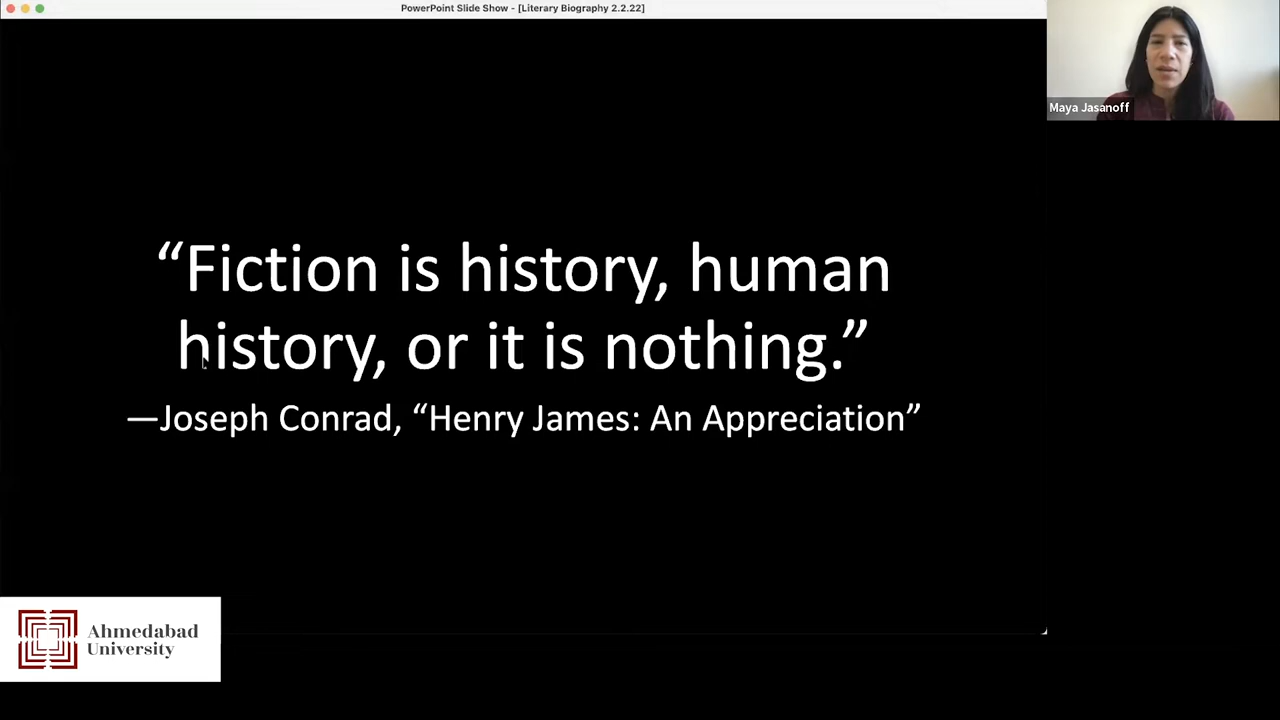 PowerPoint Slide Show - [Literary Biography 2.2.22]
Maya Jasanoff
“Fiction is history, human
history, or it is nothing.”
—Joseph Conrad, “Henry James: An Appreciation”
Ahmedabad
University